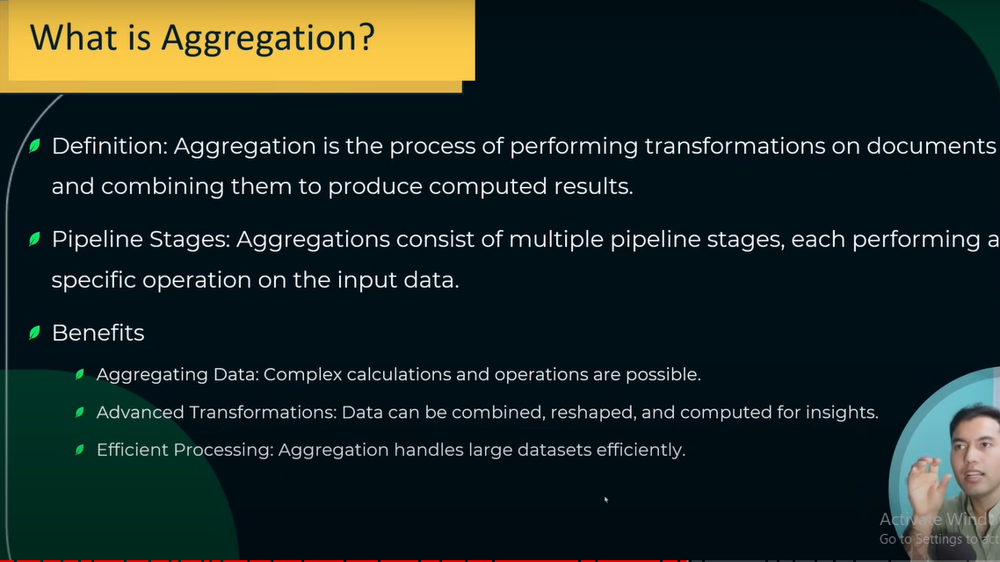 What is Aggregation?
Definition: Aggregation is the process of performing transformations on documents
and combining them to produce computed results.
Pipeline Stages: Aggregations consist of multiple pipeline stages, each performing a
specific operation on the input data.
Benefits
Aggregating Data: Complex calculations and operations are possible.
Advanced Transformations: Data can be combined, reshaped, and computed for insights.
Efficient Processing: Aggregation handles large datasets efficiently.
Activate Wind
Go to Settings to act